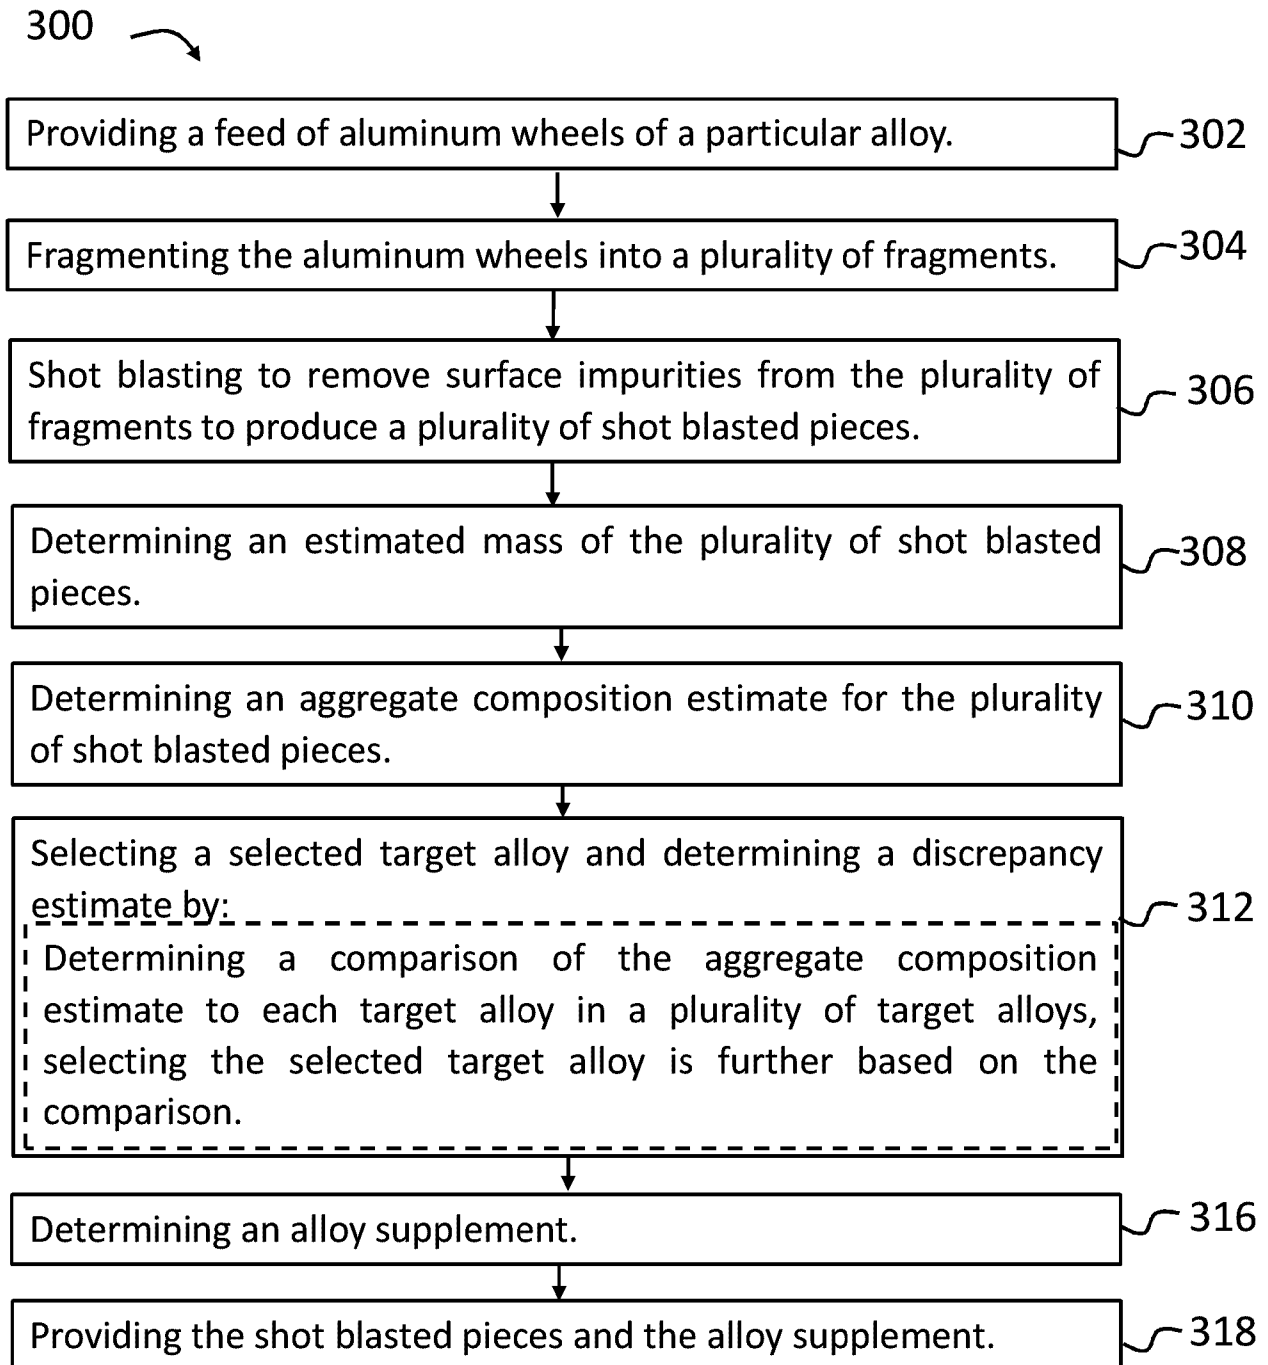 300
Providing a feed of aluminum wheels of a particular alloy.
302
Fragmenting the aluminum wheels into a plurality of fragments.
304
Shot blasting to remove surface impurities from the plurality of
fragments to produce a plurality of shot blasted pieces.
306
Determining an estimated mass of the plurality of shot blasted
pieces.
308
Determining an aggregate composition estimate for the plurality
of shot blasted pieces.
310
Selecting a selected target alloy and determining a discrepancy
estimate by:
312
Determining a comparison of the aggregate composition
estimate to each target alloy in a plurality of target alloys,
selecting the selected target alloy is further based on the
comparison.
Determining an alloy supplement.
316
Providing the shot blasted pieces and the alloy supplement.
318